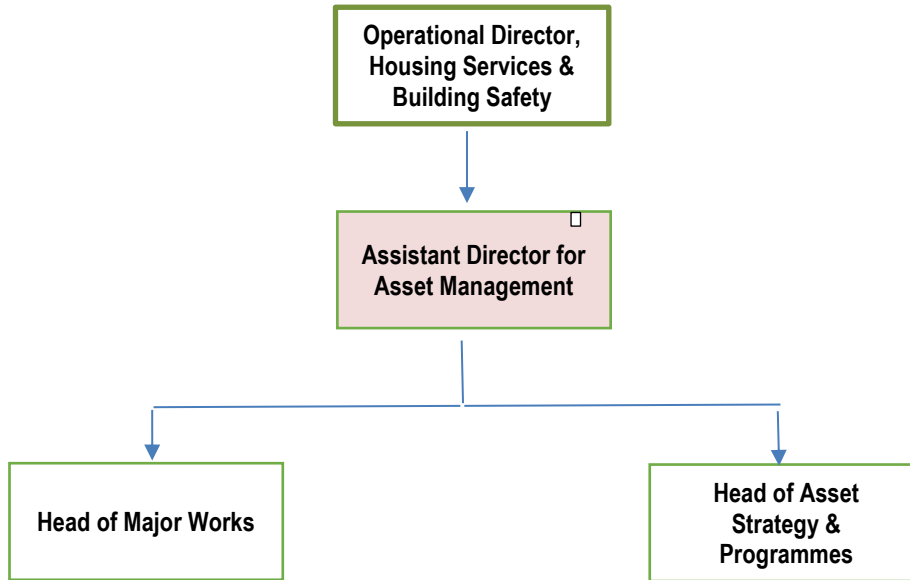 Operational Director,
Housing Services &
Building Safety
Assistant Director for
Asset Management
Head of Major Works
Head of Asset
Strategy &
Programmes